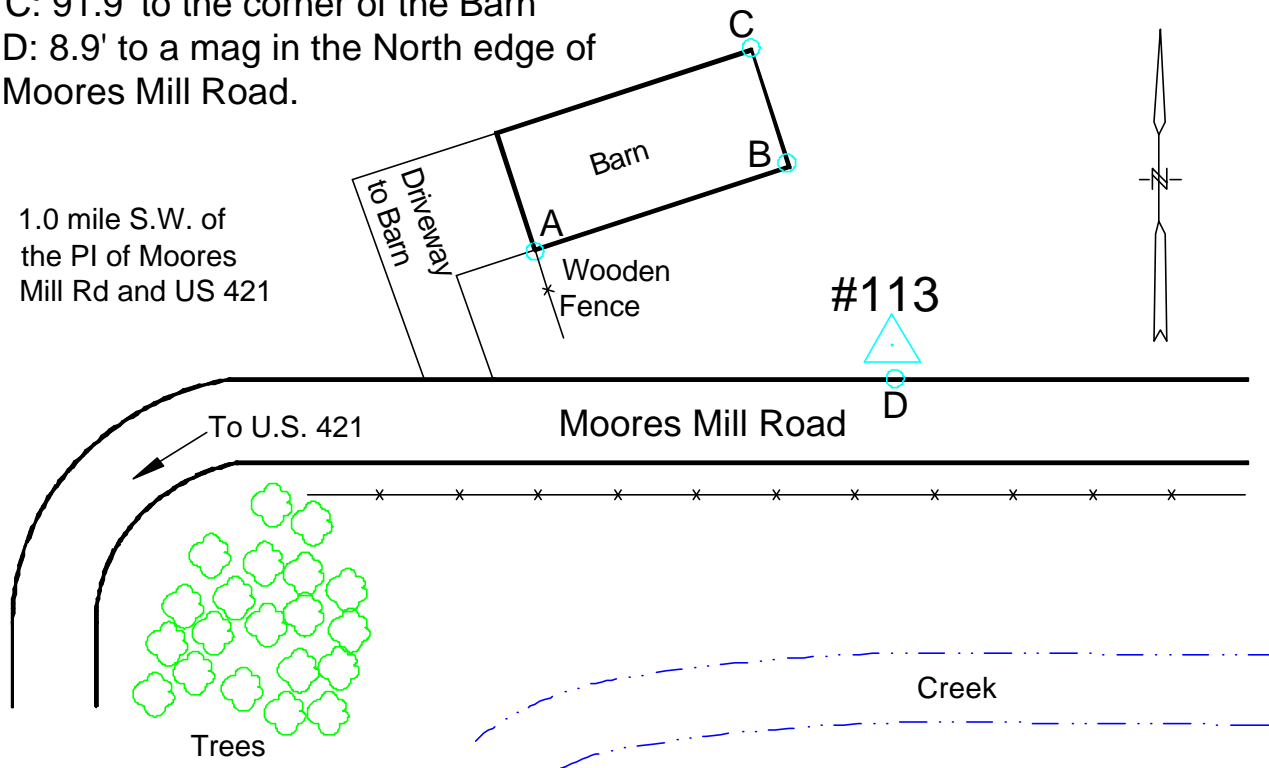 C: 91.9' to the corner of the Barn
D: 8.9' to a mag in the North edge of
Moores Mill Road.
C
B
Barn
Driveway
to Barn
A
1.0 mile S.W. of
the PI of Moores
Mill Rd and US 421
Wooden
Fence
#113
N
To U.S. 421
Moores Mill Road
D
Creek
Trees